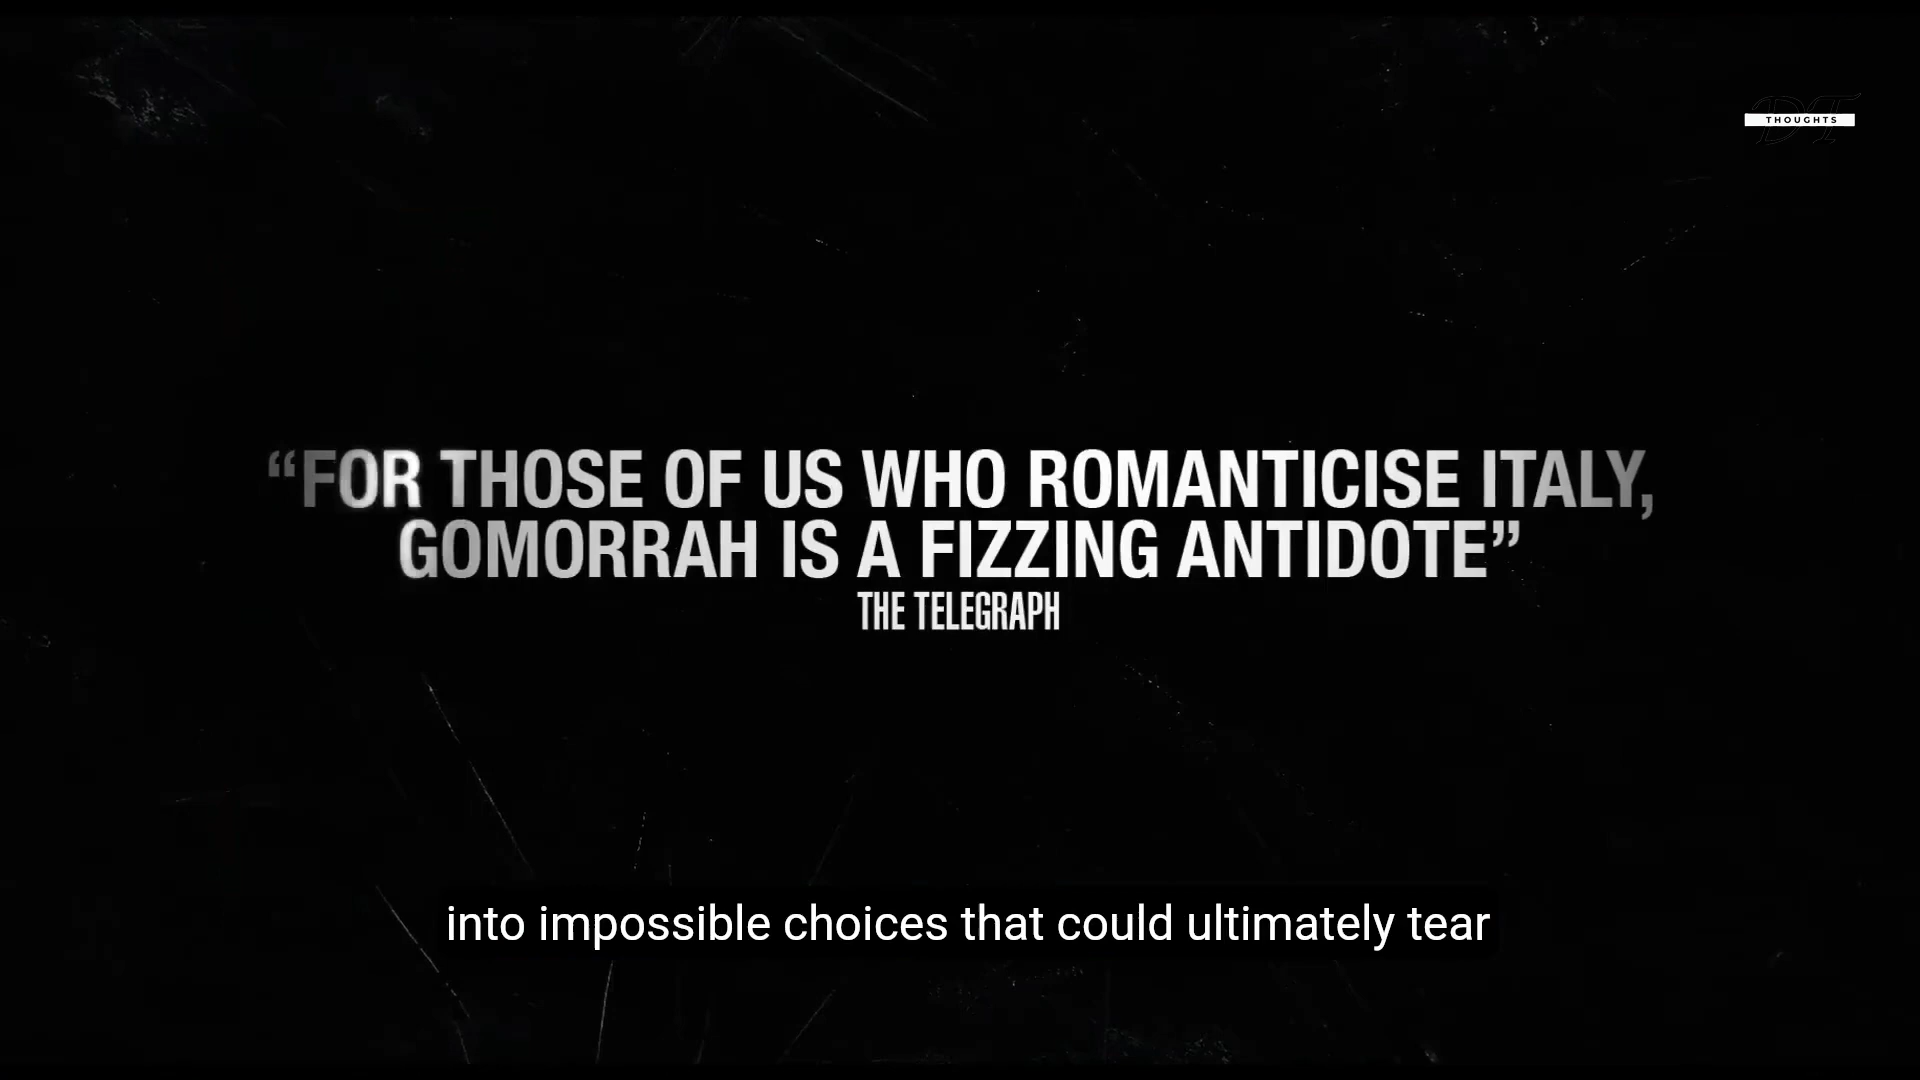 DT
THOUGHTS
“FOR THOSE OF US WHO ROMANTICISE ITALY,
GOMORRAH IS A FIZZING ANTIDOTE”
THE TELEGRAPH
into impossible choices that could ultimately tear